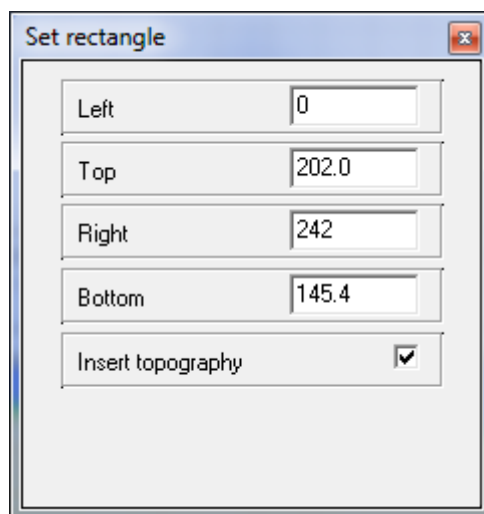 Set rectangle
Left 0
Top 202.0
Right 242
Bottom 145.4
Insert topography